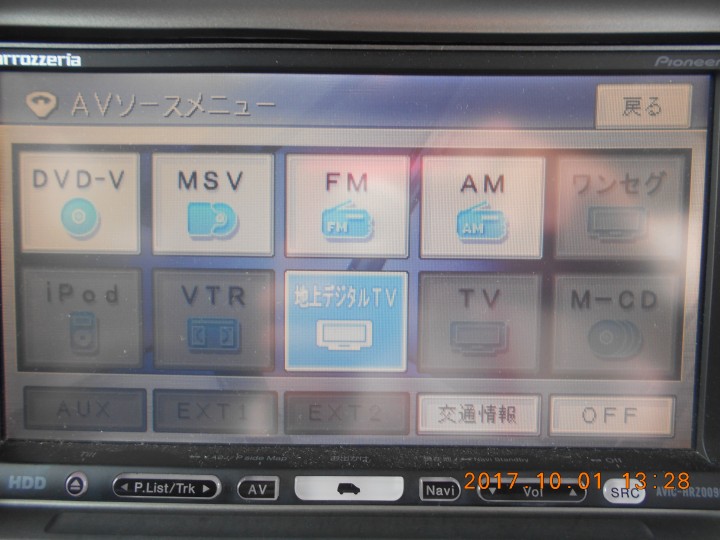 carrozzeria Pioneer
AVソースメニュー 戻る
DVD-V MSV FM AM ワンセグ
FM AM
iPod VTR 地上デジタルTV TV M-CD
AUX EXT1 EXT2 交通情報 OFF
HDD P.List/Trk AV Navi Vol SRC AVIC-HRZ009
2017.10.01 13:28